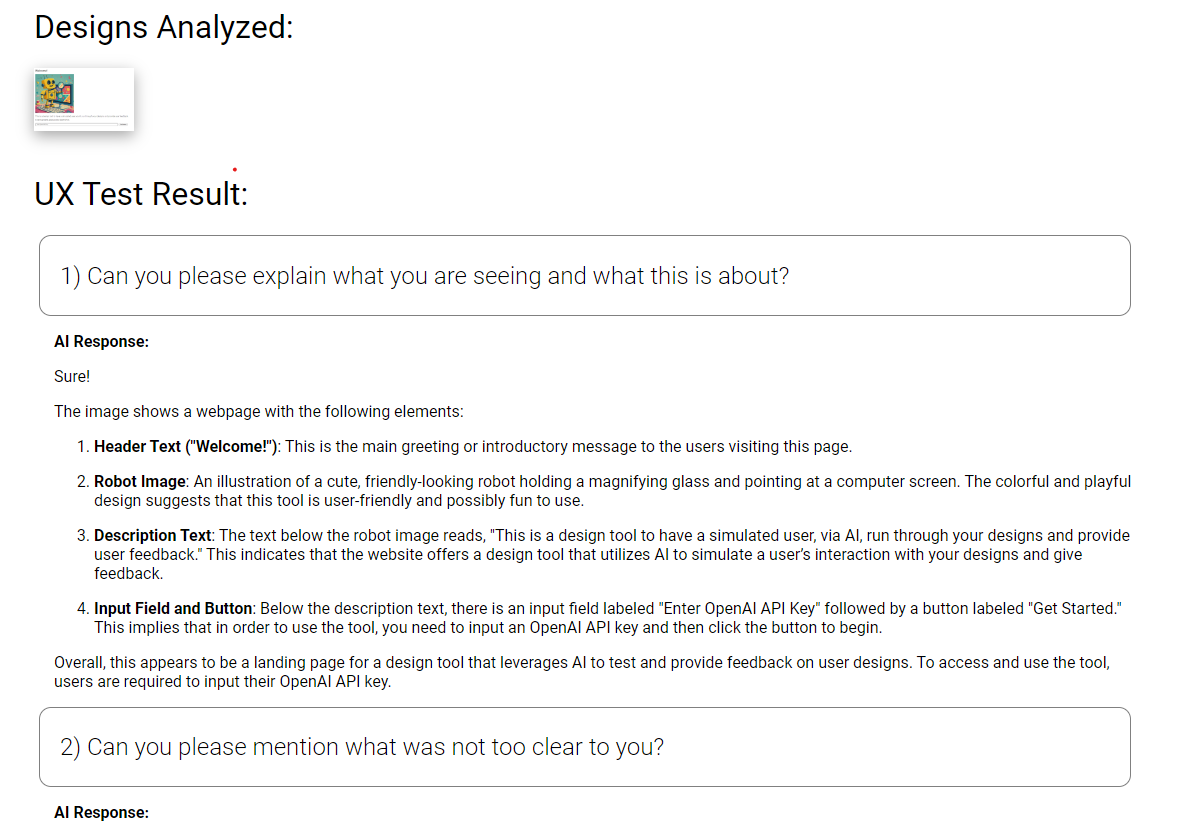 Designs Analyzed:
UX Test Result:
1) Can you please explain what you are seeing and what this is about?
AI Response:
Sure!
The image shows a webpage with the following elements:
1. Header Text ("Welcome!"): This is the main greeting or introductory message to the users visiting this page.
2. Robot Image: An illustration of a cute, friendly-looking robot holding a magnifying glass and pointing at a computer screen. The colorful and playful
design suggests that this tool is user-friendly and possibly fun to use.
3. Description Text: The text below the robot image reads, "This is a design tool to have a simulated user, via AI, run through your designs and provide
user feedback." This indicates that the website offers a design tool that utilizes AI to simulate a user’s interaction with your designs and give
feedback.
4. Input Field and Button: Below the description text, there is an input field labeled "Enter OpenAI API Key" followed by a button labeled "Get Started."
This implies that in order to use the tool, you need to input an OpenAI API key and then click the button to begin.
Overall, this appears to be a landing page for a design tool that leverages AI to test and provide feedback on user designs. To access and use the tool,
users are required to input their OpenAI API key.
2) Can you please mention what was not too clear to you?
AI Response: